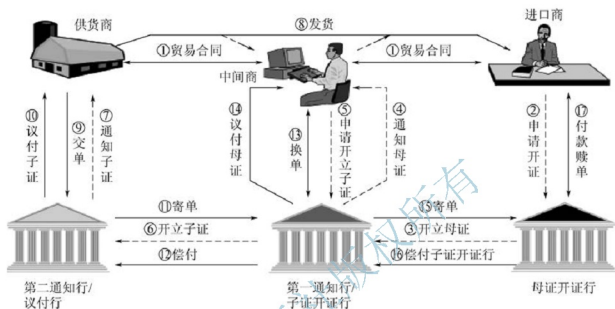 供货商
⑧发货
进口商
①贸易合同
中间商
①贸易合同
⑩议付子证
⑨交单
⑦通知子证
⑭议付母证
⑬换单
⑤申请开立子证
④通知母证
②申请开证
⑰付款赎单
⑪寄单
⑥开立子证
⑫偿付
⑮寄单
③开立母证
⑯偿付子证开证行
第二通知行/
议付行
第一通知行/
子证开证行
母证开证行
版权所有